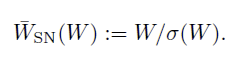 W̄_SN(W) := W/σ(W).